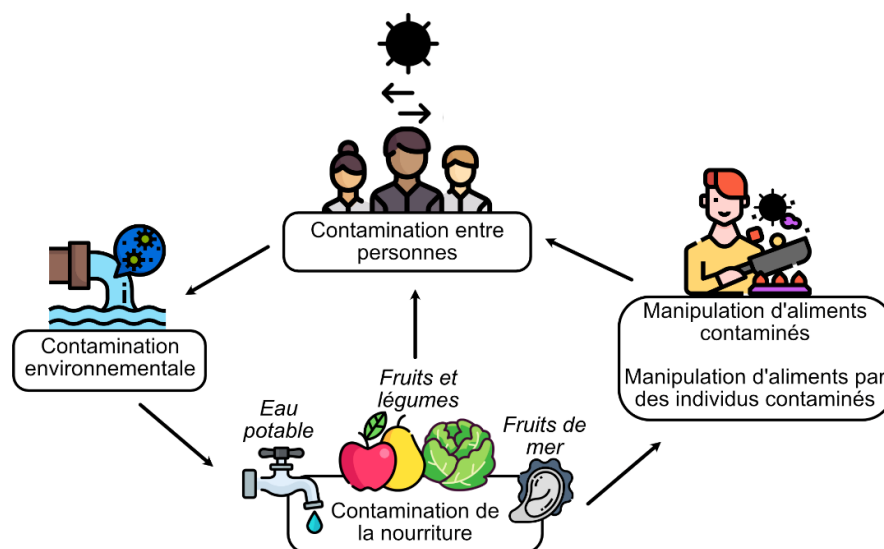 Contamination entre
personnes
Contamination
environnementale
Manipulation d'aliments
contaminés
Manipulation d'aliments par
des individus contaminés
Eau
potable
Fruits et
légumes
Fruits de
mer
Contamination de
la nourriture